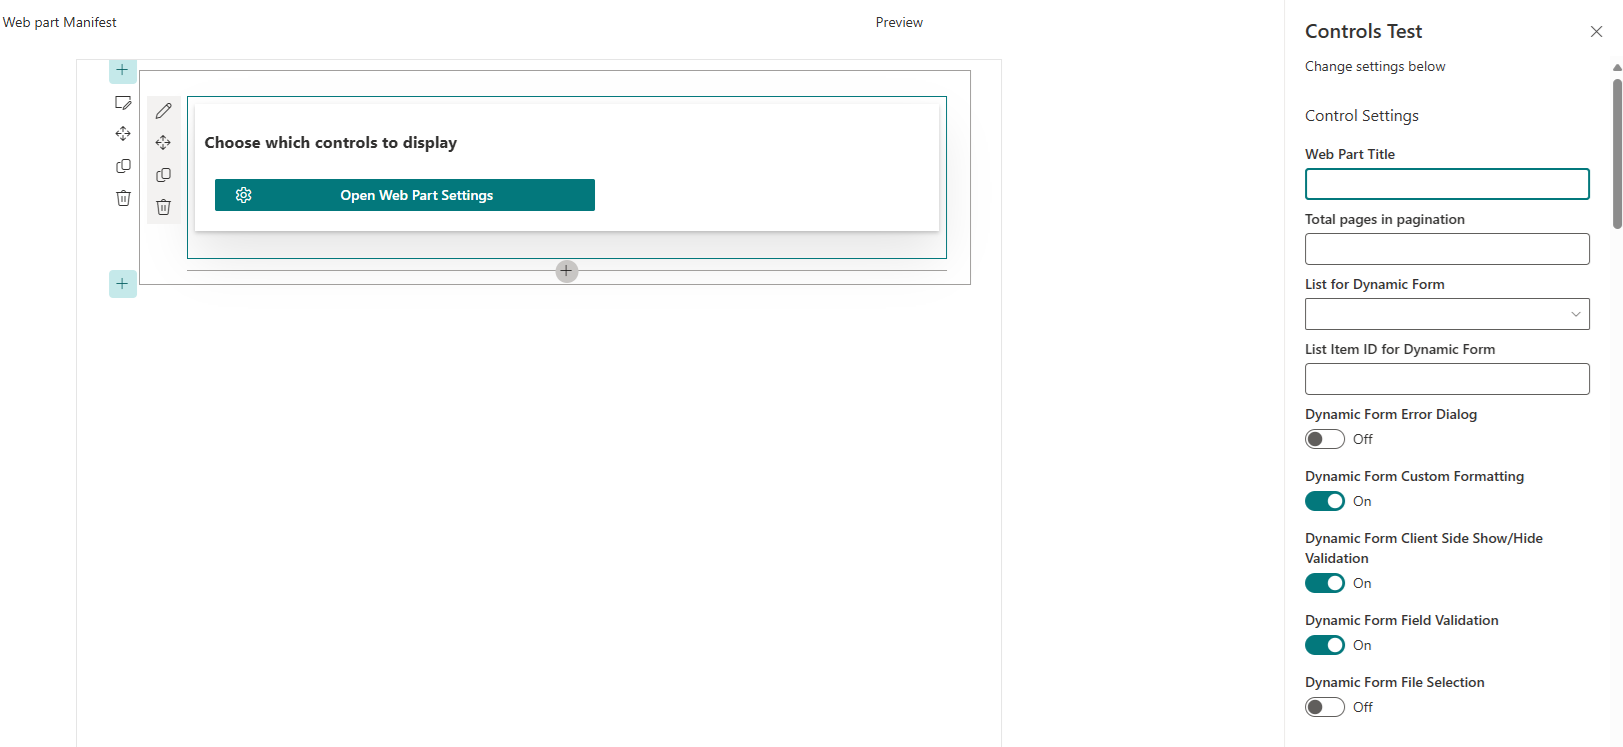 Web part Manifest
Preview
Choose which controls to display
Open Web Part Settings
Controls Test
Change settings below
Control Settings
Web Part Title
Total pages in pagination
List for Dynamic Form
List Item ID for Dynamic Form
Dynamic Form Error Dialog
Off
Dynamic Form Custom Formatting
On
Dynamic Form Client Side Show/Hide
Validation
On
Dynamic Form Field Validation
On
Dynamic Form File Selection
Off